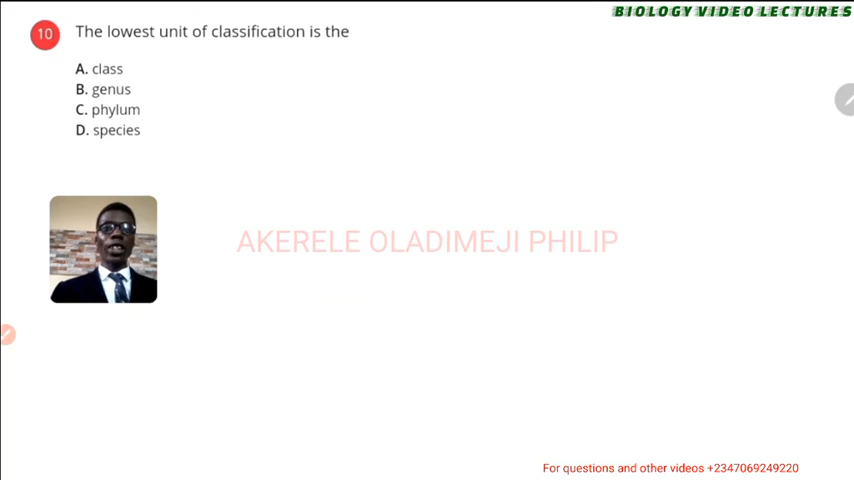 BIOLOGY VIDEO LECTURES
10 The lowest unit of classification is the
A. class
B. genus
C. phylum
D. species
AKERELE OLADIMEJI PHILIP
For questions and other videos +2347069249220